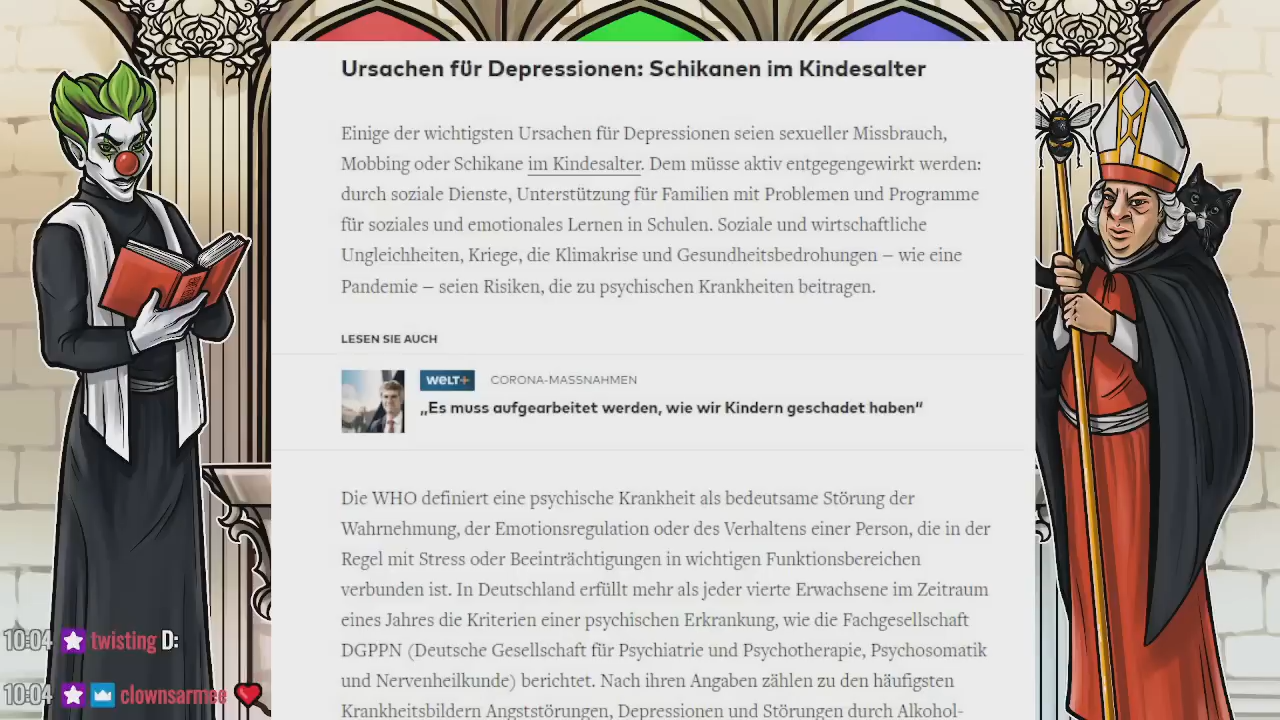 Ursachen für Depressionen: Schikanen im Kindesalter
Einige der wichtigsten Ursachen für Depressionen seien sexueller Missbrauch,
Mobbing oder Schikane im Kindesalter. Dem müsse aktiv entgegengewirkt werden:
durch soziale Dienste, Unterstützung für Familien mit Problemen und Programme
für soziales und emotionales Lernen in Schulen. Soziale und wirtschaftliche
Ungleichheiten, Kriege, die Klimakrise und Gesundheitsbedrohungen – wie eine
Pandemie – seien Risiken, die zu psychischen Krankheiten beitragen.
LESEN SIE AUCH
WELT+ CORONA-MASSNAHMEN
„Es muss aufgearbeitet werden, wie wir Kindern geschadet haben“
Die WHO definiert eine psychische Krankheit als bedeutsame Störung der
Wahrnehmung, der Emotionsregulation oder des Verhaltens einer Person, die in der
Regel mit Stress oder Beeinträchtigungen in wichtigen Funktionsbereichen
verbunden ist. In Deutschland erfüllt mehr als jeder vierte Erwachsene im Zeitraum
eines Jahres die Kriterien einer psychischen Erkrankung, wie die Fachgesellschaft
DGPPN (Deutsche Gesellschaft für Psychiatrie und Psychotherapie, Psychosomatik
und Nervenheilkunde) berichtet. Nach ihren Angaben zählen zu den häufigsten
Krankheitsbildern Angststörungen, Depressionen und Störungen durch Alkohol-
10:04 twisting D:
10:04 clownsarmee